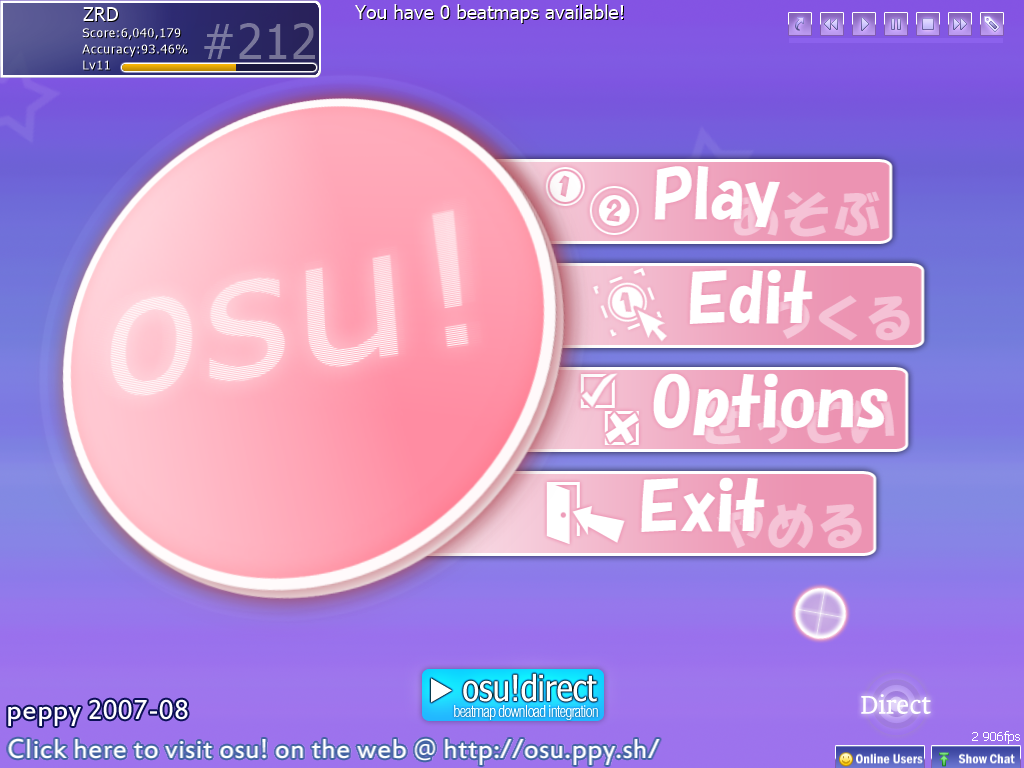 ZRD
Score:6,040,179
Accuracy:93.46%
Lv11
#212
You have 0 beatmaps available!
osu!
1
2
Play
あそぶ
1
Edit
つくる
Options
せってい
Exit
やめる
osu!direct
beatmap download integration
peppy 2007-08
Direct
Click here to visit osu! on the web @ http://osu.ppy.sh/
2 906fps
Online Users
Show Chat